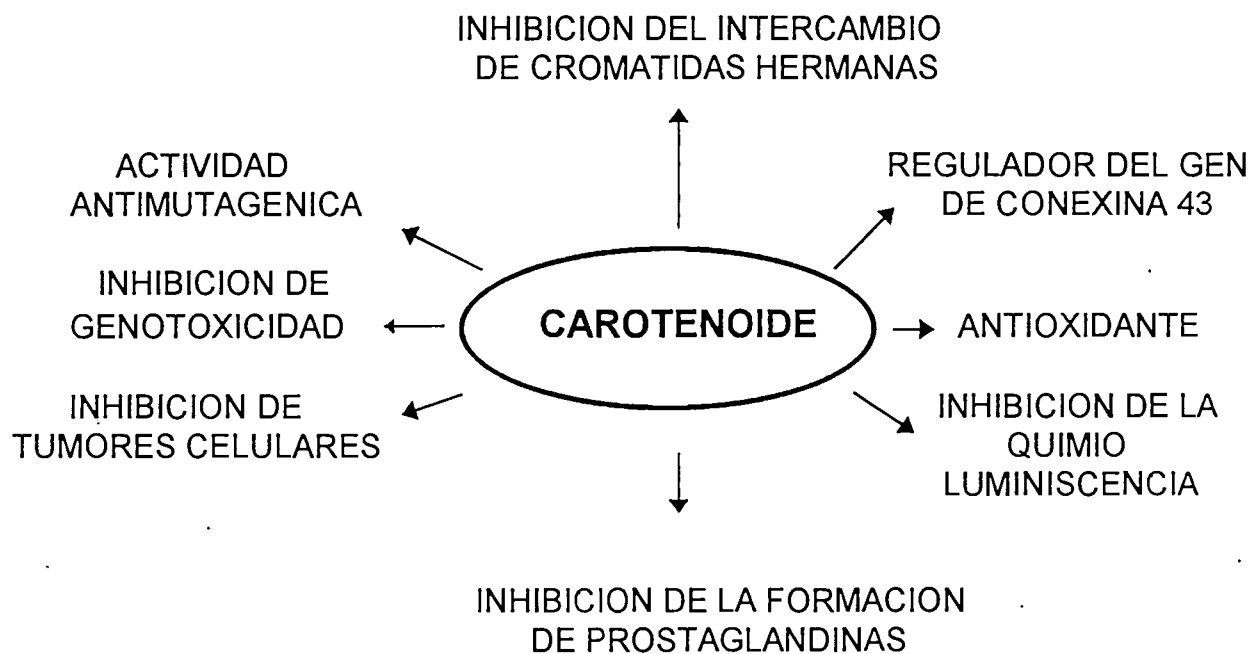 INHIBICION DEL INTERCAMBIO
DE CROMATIDAS HERMANAS
ACTIVIDAD
ANTIMUTAGENICA
REGULADOR DEL GEN
DE CONEXINA 43
INHIBICION DE
GENOTOXICIDAD
CAROTENOIDE
ANTIOXIDANTE
INHIBICION DE
TUMORES CELULARES
INHIBICION DE LA
QUIMIO
LUMINISCENCIA
INHIBICION DE LA FORMACION
DE PROSTAGLANDINAS